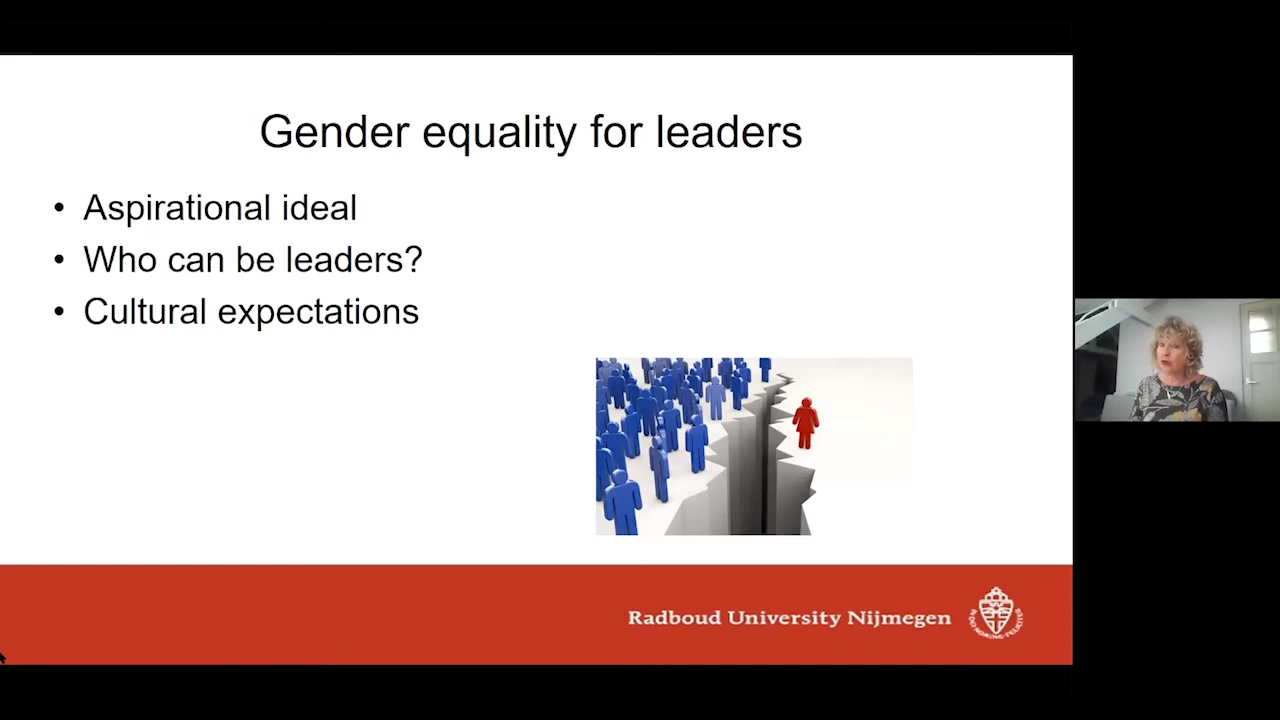 Gender equality for leaders
• Aspirational ideal
• Who can be leaders?
• Cultural expectations
Radboud University Nijmegen